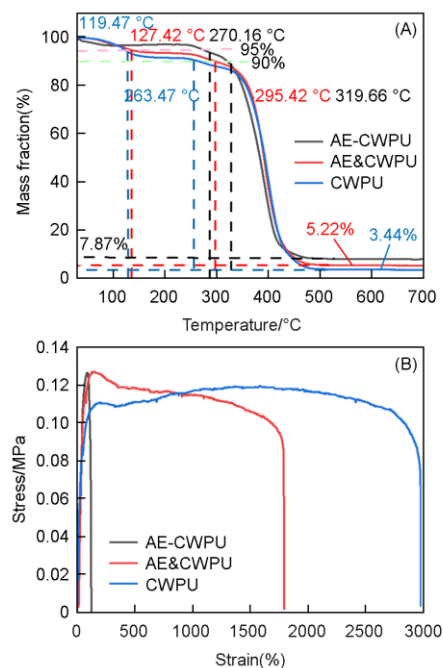 119.47 °C
(A)
127.42 °C 270.16 °C
95%
90%
263.47 °C
295.42 °C 319.66 °C
AE-CWPU
AE&CWPU
CWPU
7.87%
5.22%
3.44%
100
80
60
40
20
0
Mass fraction(%)
100 200 300 400 500 600 700
Temperature/°C
(B)
0.14
0.12
0.10
0.08
0.06
0.04
0.02
0
Stress/MPa
AE-CWPU
AE&CWPU
CWPU
0 500 1000 1500 2000 2500 3000
Strain(%)